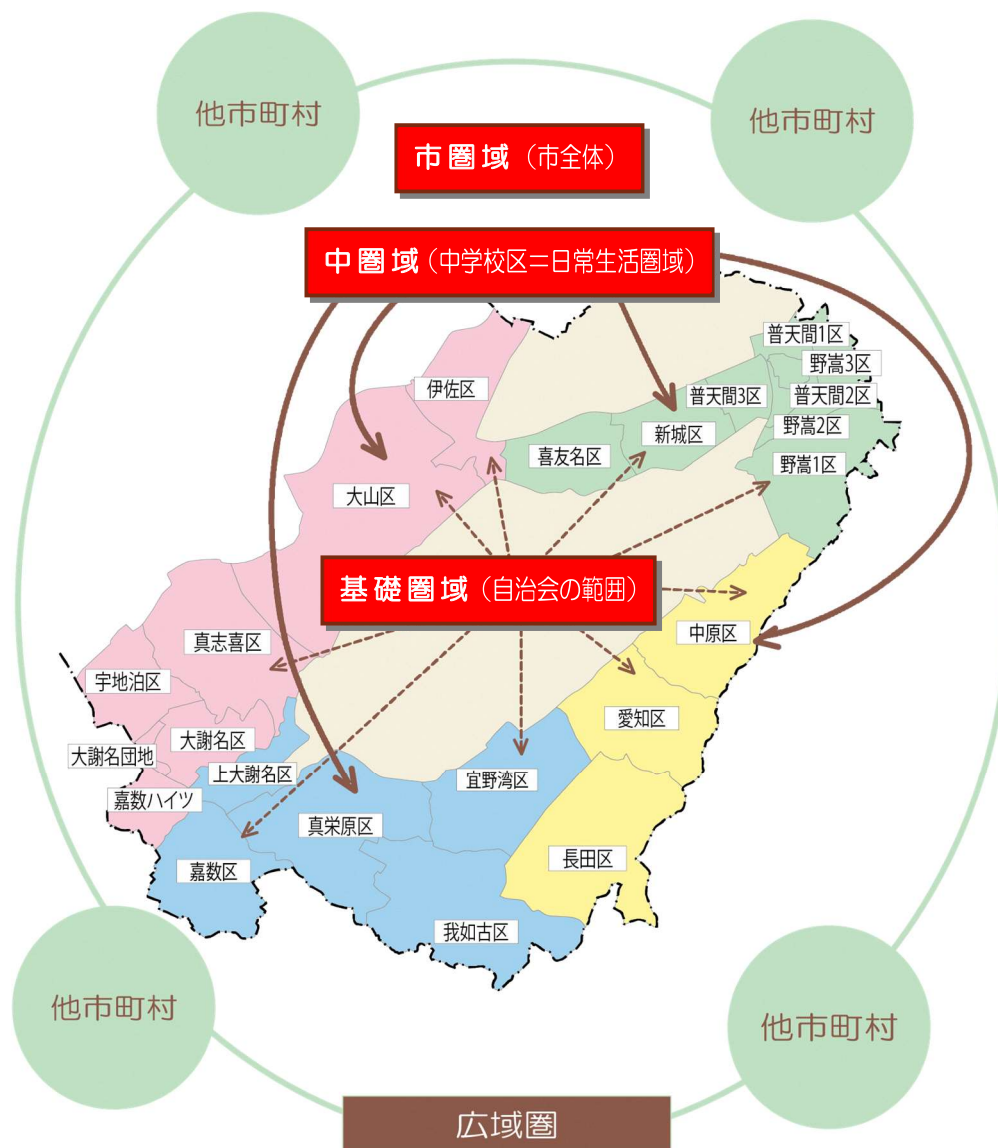 他市町村
他市町村
市圏域（市全体）
中圏域（中学校区＝日常生活圏域）
普天間1区
野嵩3区
伊佐区
普天間3区
普天間2区
新城区
野嵩2区
喜友名区
野嵩1区
大山区
基礎圏域（自治会の範囲）
中原区
真志喜区
宇地泊区
愛知区
大謝名区
大謝名団地
上大謝名区
宜野湾区
嘉数ハイツ
真栄原区
長田区
嘉数区
我如古区
他市町村
他市町村
広域圏